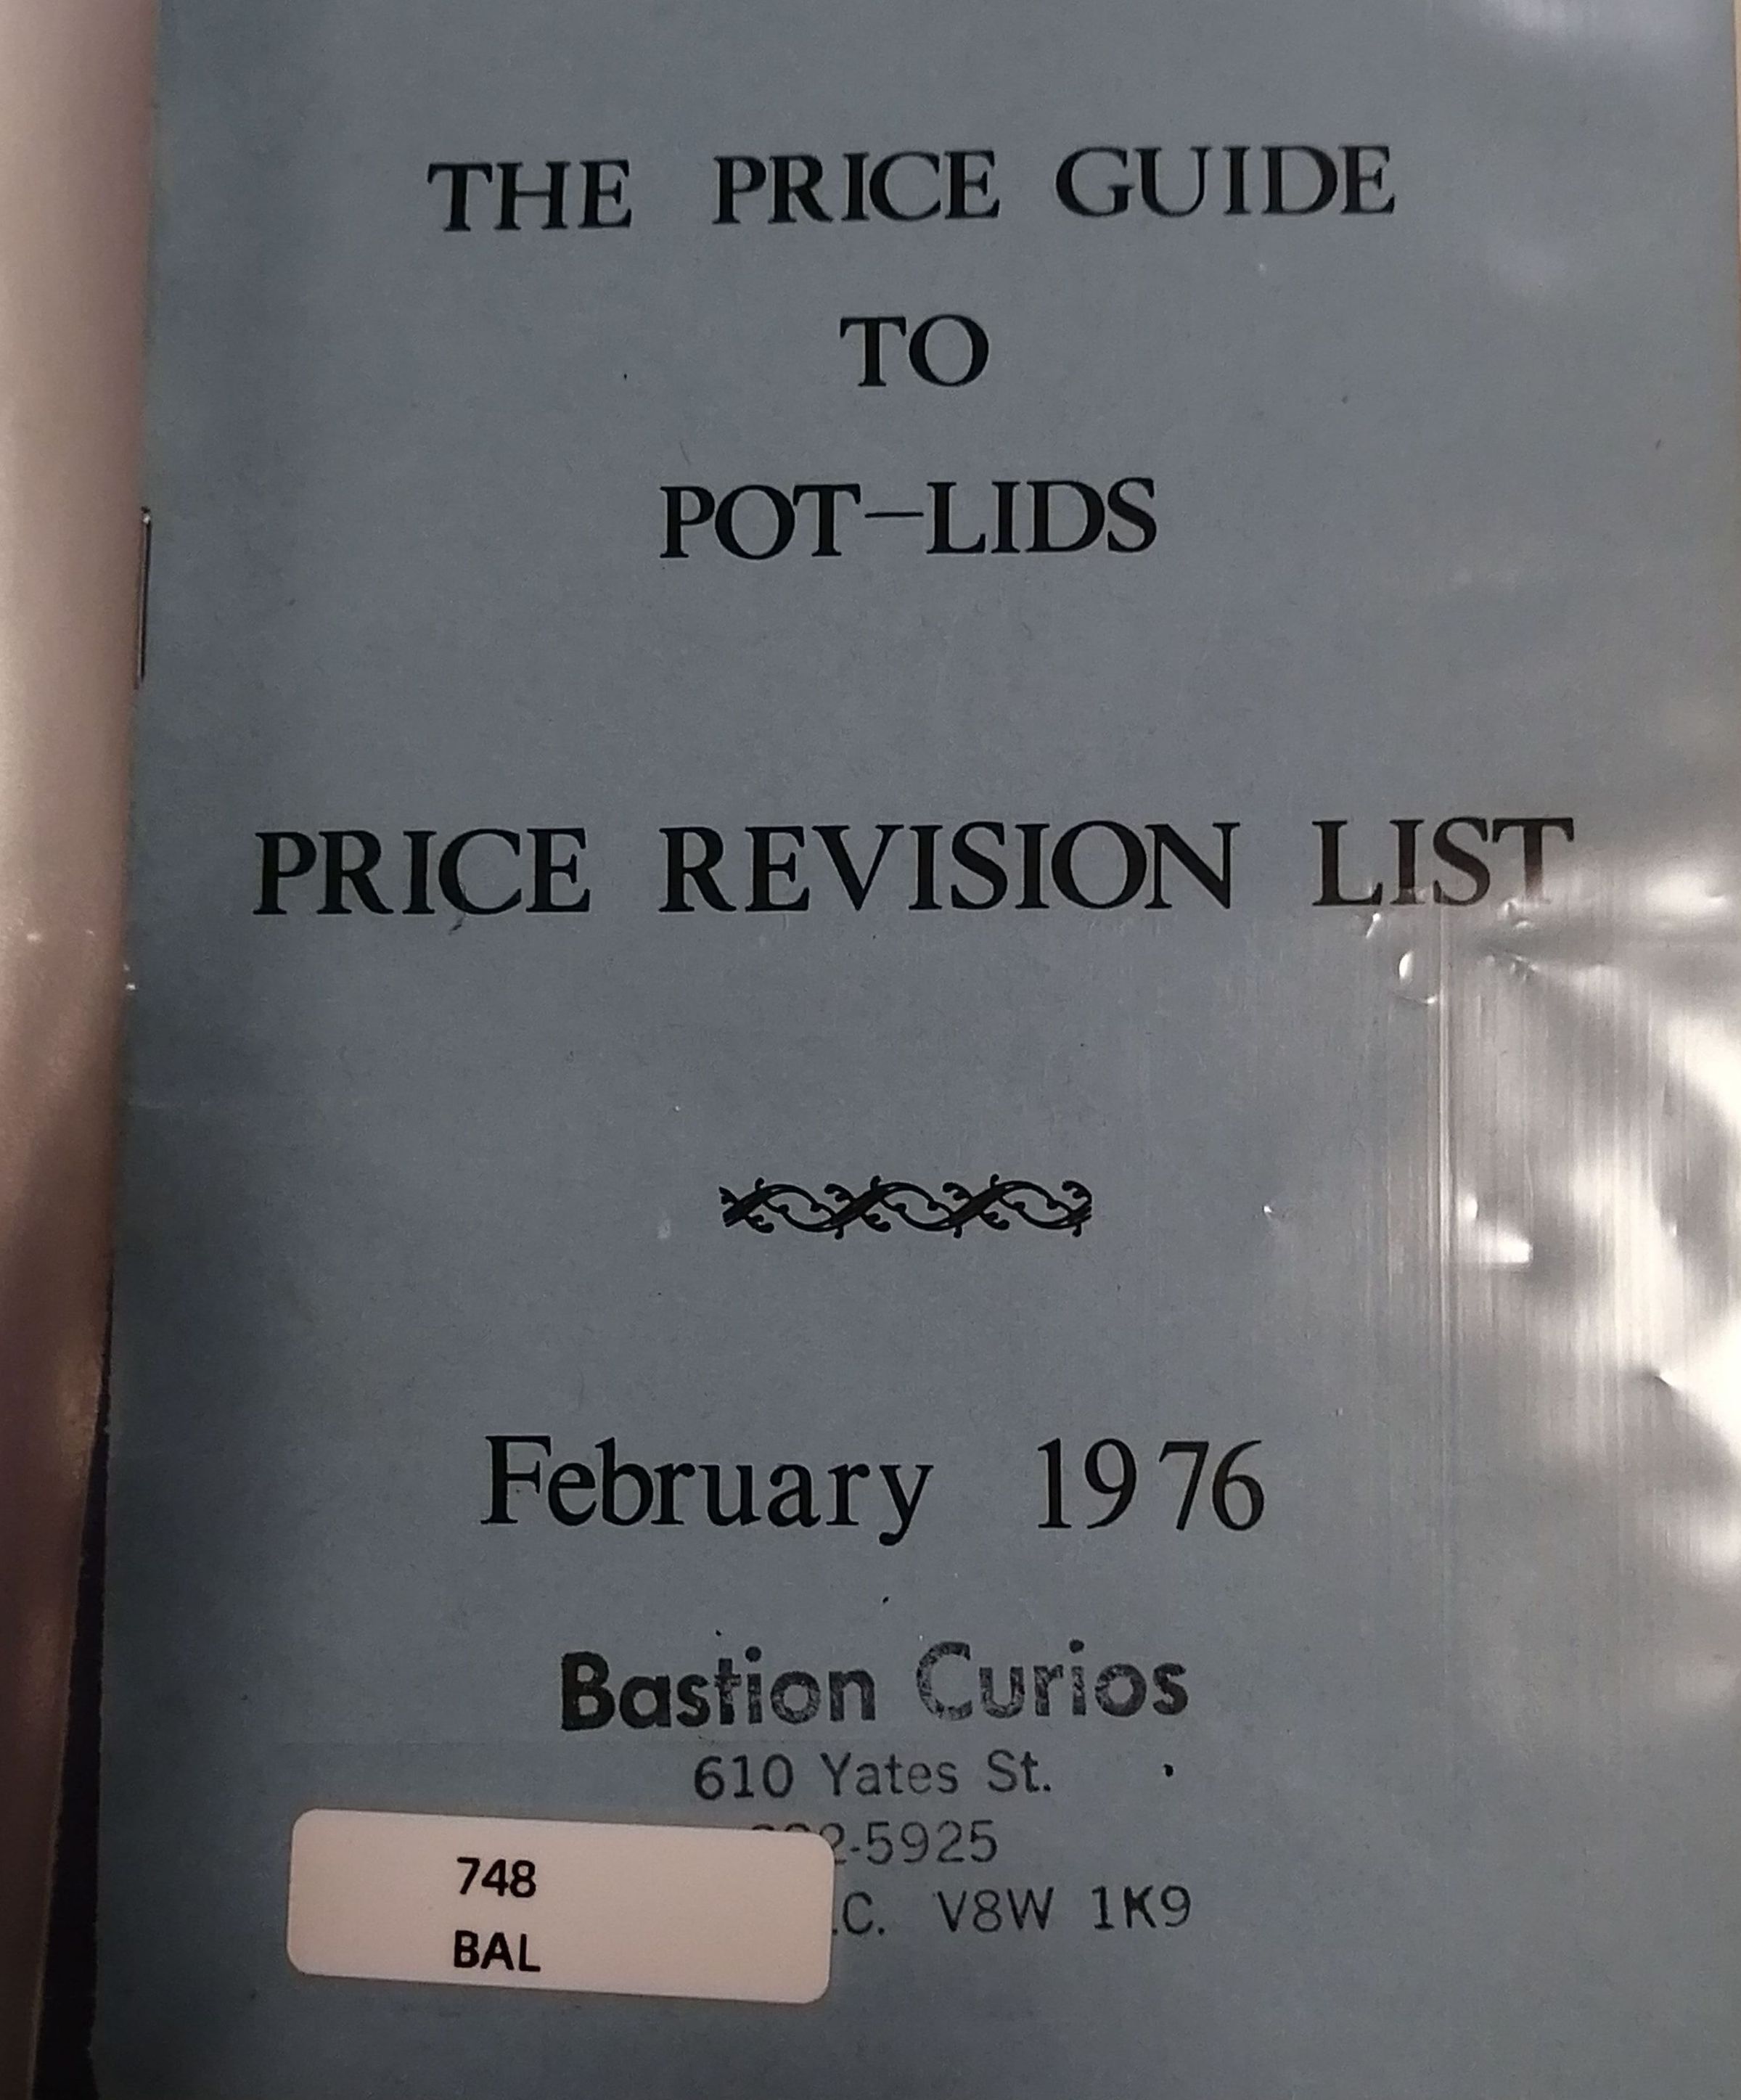 THE PRICE GUIDE
TO
POT-LIDS
PRICE REVISION LIST
February 1976
Bastion Curios
610 Yates St.
2-5925
.C. V8W 1K9
748
BAL